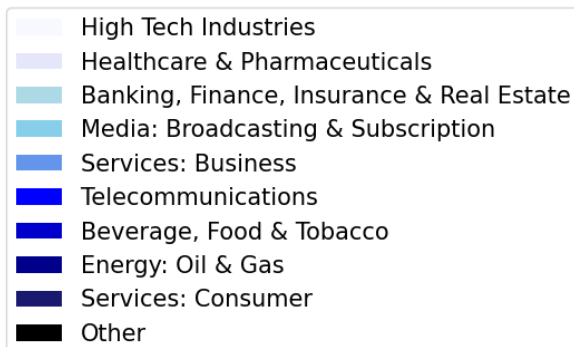 High Tech Industries
Healthcare & Pharmaceuticals
Banking, Finance, Insurance & Real Estate
Media: Broadcasting & Subscription
Services: Business
Telecommunications
Beverage, Food & Tobacco
Energy: Oil & Gas
Services: Consumer
Other